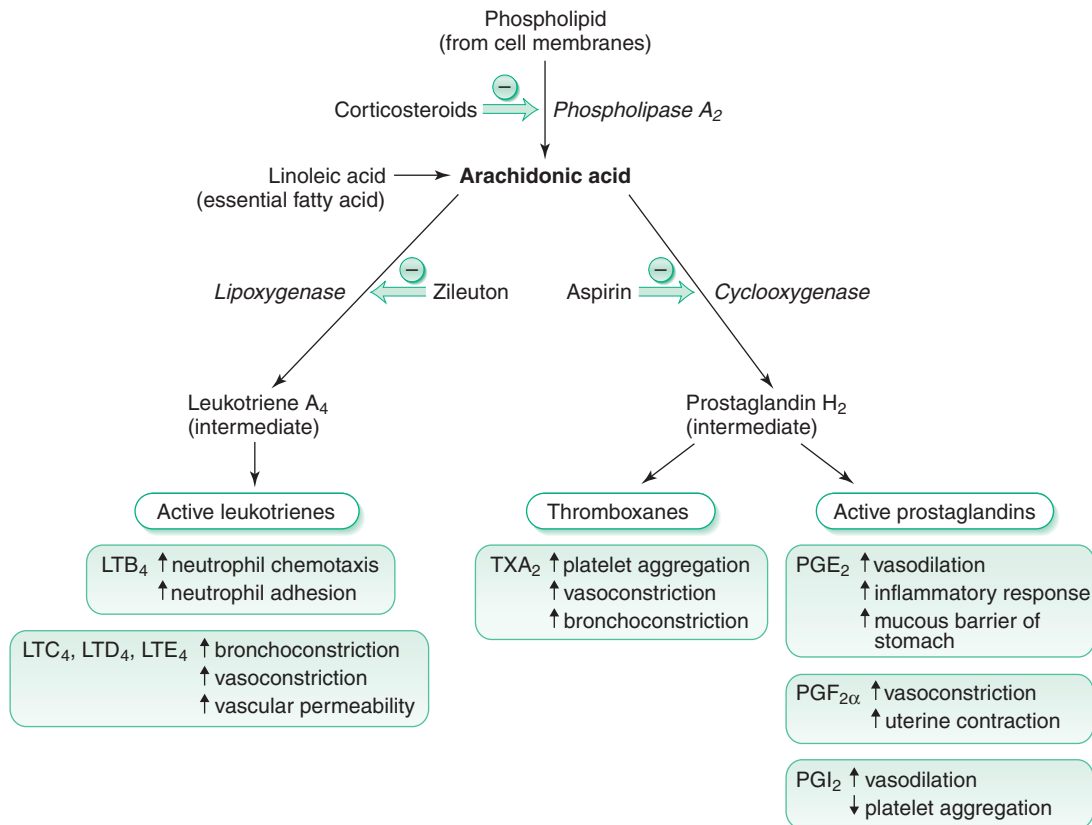 Phospholipid
(from cell membranes)
−
Corticosteroids
Phospholipase A₂
Linoleic acid
(essential fatty acid)
Arachidonic acid
Lipoxygenase
−
Zileuton
Aspirin
−
Cyclooxygenase
Leukotriene A₄
(intermediate)
Prostaglandin H₂
(intermediate)
Active leukotrienes
LTB₄ ↑ neutrophil chemotaxis
↑ neutrophil adhesion
LTC₄, LTD₄, LTE₄ ↑ bronchoconstriction
↑ vasoconstriction
↑ vascular permeability
Thromboxanes
TXA₂ ↑ platelet aggregation
↑ vasoconstriction
↑ bronchoconstriction
Active prostaglandins
PGE₂ ↑ vasodilation
↑ inflammatory response
↑ mucous barrier of
stomach
PGF₂α ↑ vasoconstriction
↑ uterine contraction
PGI₂ ↑ vasodilation
↓ platelet aggregation